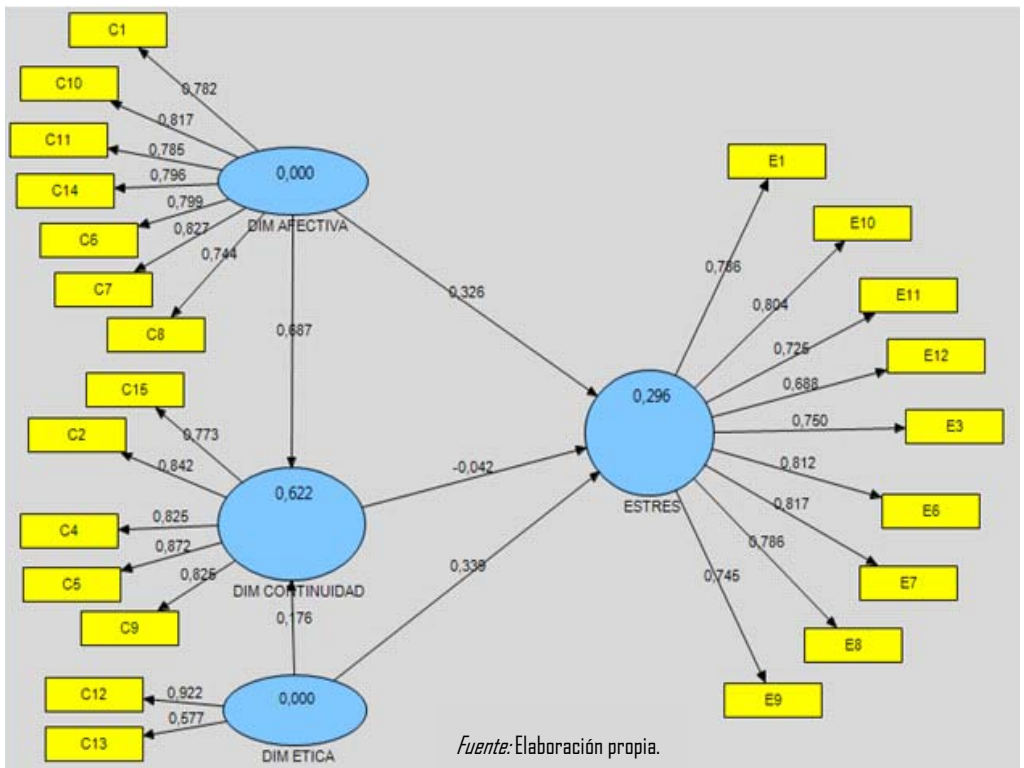 C1
0,782
C10
0,817
C11
0,785
C14
0,796
C6
0,799
C7
0,827
C8
0,744
0,000
DIM AFECTIVA
0,687
0,326
C15
0,773
C2
0,842
C4
0,825
C5
0,872
C9
0,825
0,622
DIM CONTINUIDAD
-0,042
0,176
0,339
C12
0,922
C13
0,577
0,000
DIM ETICA
0,296
ESTRES
E1
0,786
E10
0,804
E11
0,725
E12
0,688
E3
0,750
E6
0,812
E7
0,817
E8
0,786
E9
0,745
Fuente: Elaboración propia.